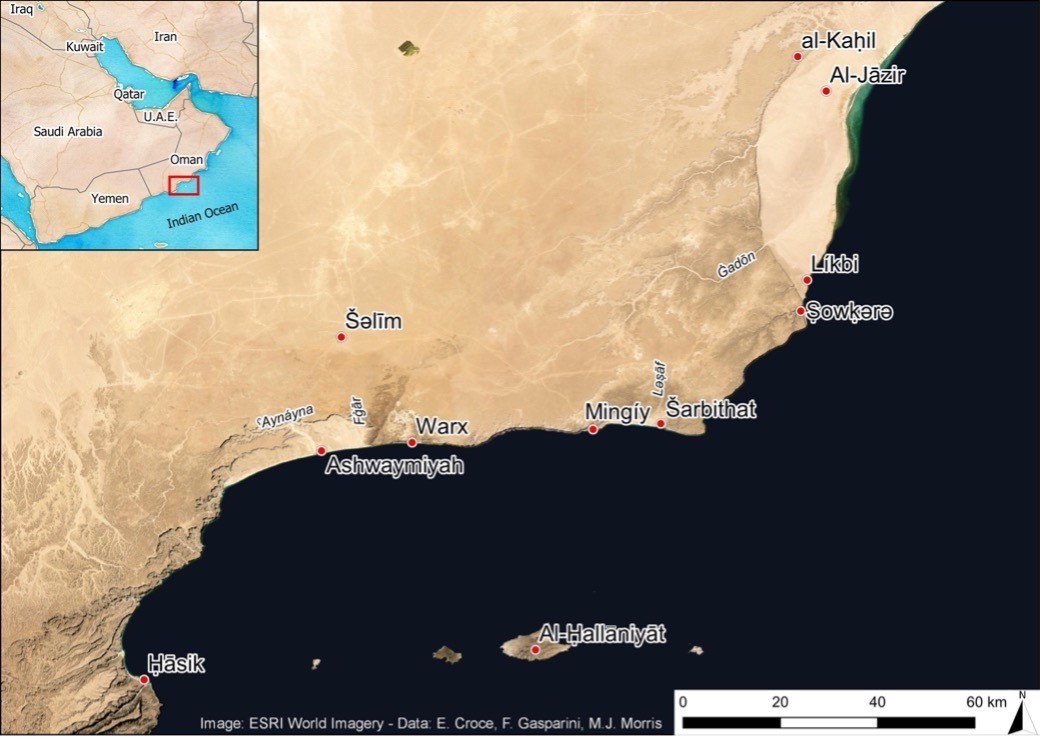 Iraq
Iran
Kuwait
Qatar
U.A.E.
Saudi Arabia
Oman
Yemen
Indian Ocean
al-Kaḥil
Al-Jāzir
Ġadōn
Líkbi
Ṣowḳərə
Šəlīm
Ləṣāf
ʕAynáyna
Fġār
Warx
Mingíy
Šarbithat
Ashwaymiyah
Al-Ḥallāniyāt
Ḥāsik
Image: ESRI World Imagery - Data: E. Croce, F. Gasparini, M.J. Morris
0 20 40 60 km
N